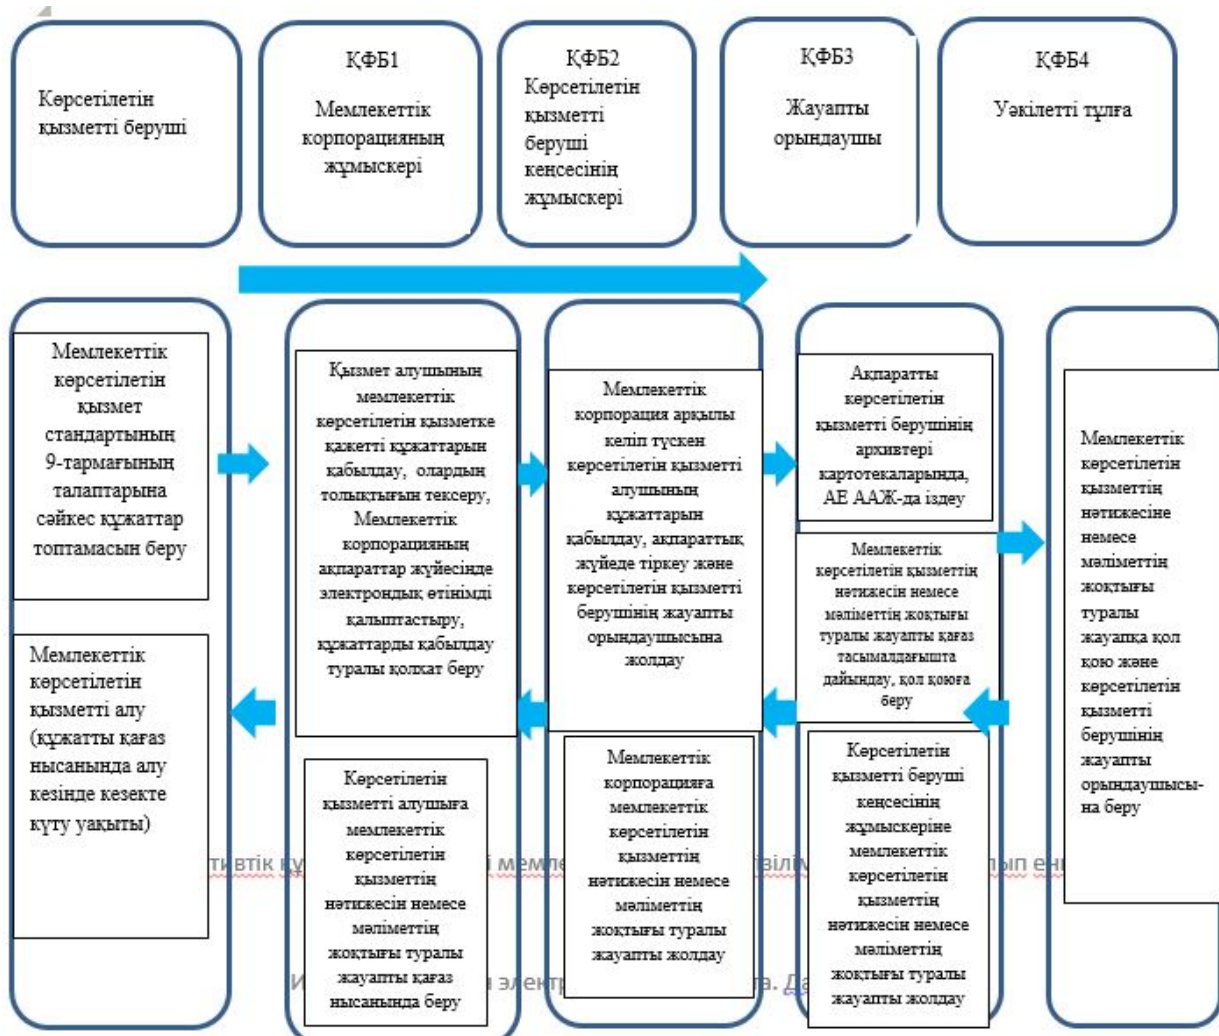 Көрсетілетін
қызметті беруші
ҚФБ1
Мемлекеттік
корпорацияның
жұмыскері
ҚФБ2
Көрсетілетін
қызметті
беруші
кеңсесінің
жұмыскері
ҚФБ3
Жауапты
орындаушы
ҚФБ4
Уәкілетті тұлға
Мемлекеттік
көрсетілетін
қызмет
стандартының
9-тармағының
талаптарына
сәйкес құжаттар
топтамасын беру
Мемлекеттік
көрсетілетін
қызметті алу
(құжатты қағаз
нысанында алу
кезінде кезекте
күту уақыты)
Қызмет алушының
мемлекеттік
көрсетілетін қызметке
қажетті құжаттарын
қабылдау, олардың
толықтығын тексеру,
Мемлекеттік
корпорацияның
ақпараттар жүйесінде
электрондық өтінімді
қалыптастыру,
құжаттарды қабылдау
туралы қолхат беру
Көрсетілетін
қызметті алушыға
мемлекеттік
көрсетілетін
қызметтің
нәтижесін немесе
мәліметтің
жоқтығы туралы
жауапты қағаз
нысанында беру
Мемлекеттік
корпорация арқылы
келіп түскен
көрсетілетін қызметті
алушының
құжаттарын
қабылдау, ақпараттық
жүйеде тіркеу және
көрсетілетін қызметті
берушінің жауапты
орындаушысына
жолдау
Мемлекеттік
корпорацияға
мемлекеттік
көрсетілетін
қызметтің
нәтижесін немесе
мәліметтің
жоқтығы туралы
жауапты жолдау
Ақпаратты
көрсетілетін
қызметті берушінің
архивтері
картотекаларында,
АЕ ААЖ-да іздеу
Мемлекеттік
көрсетілетін қызметтің
нәтижесін немесе
мәліметтің жоқтығы
туралы жауапты қағаз
тасымалдағышта
дайындау, қол қоюға
беру
Көрсетілетін
қызметті беруші
кеңсесінің
жұмыскеріне
мемлекеттік
көрсетілетін
қызметтің
нәтижесін немесе
мәліметтің
жоқтығы туралы
жауапты жолдау
Мемлекеттік
көрсетілетін
қызметтің
нәтижесіне
немесе
мәліметтің
жоқтығы
туралы
жауапқа қол
қою және
көрсетілетін
қызметті
берушінің
жауапты
орындаушысы-
на беру